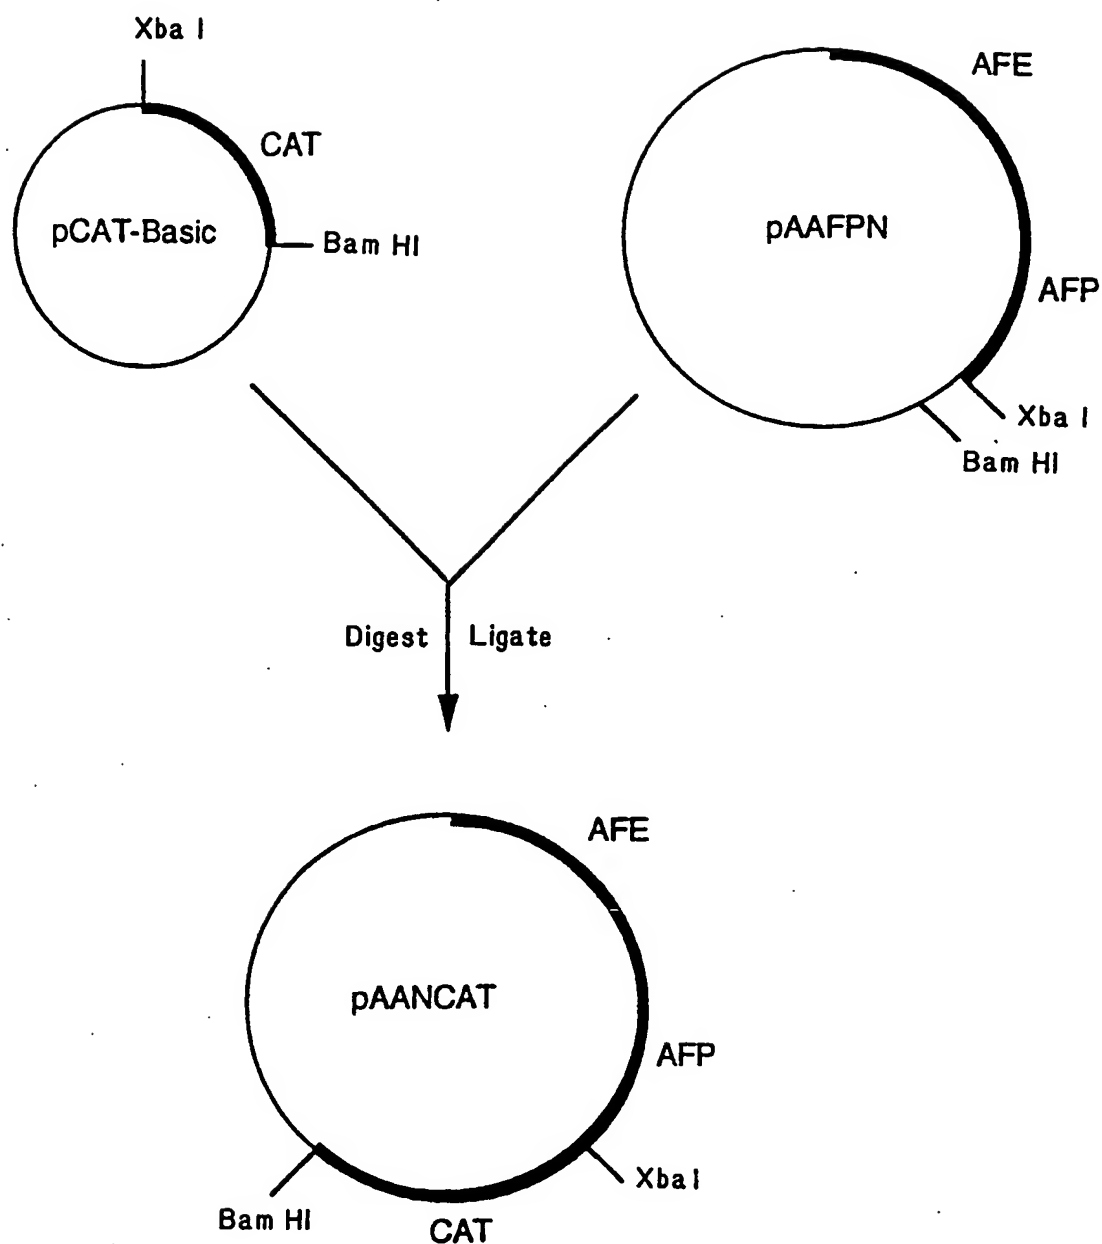 Xba I
CAT
pCAT-Basic
Bam HI
AFE
pAAFPN
AFP
Xba I
Bam HI
Digest Ligate
AFE
pAANCAT
AFP
Xba I
Bam HI
CAT